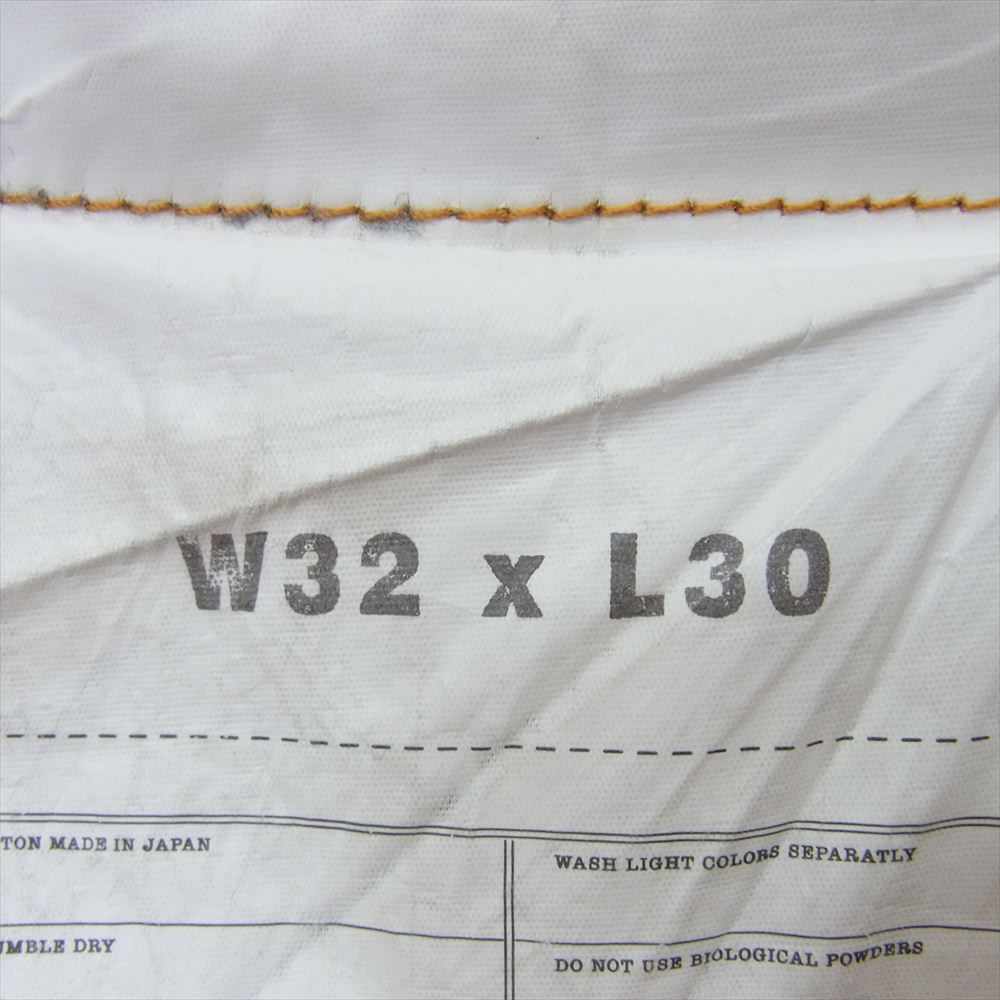 W32 x L30
TON MADE IN JAPAN
WASH LIGHT COLORS SEPARATLY
UMBLE DRY
DO NOT USE BIOLOGICAL POWDERS